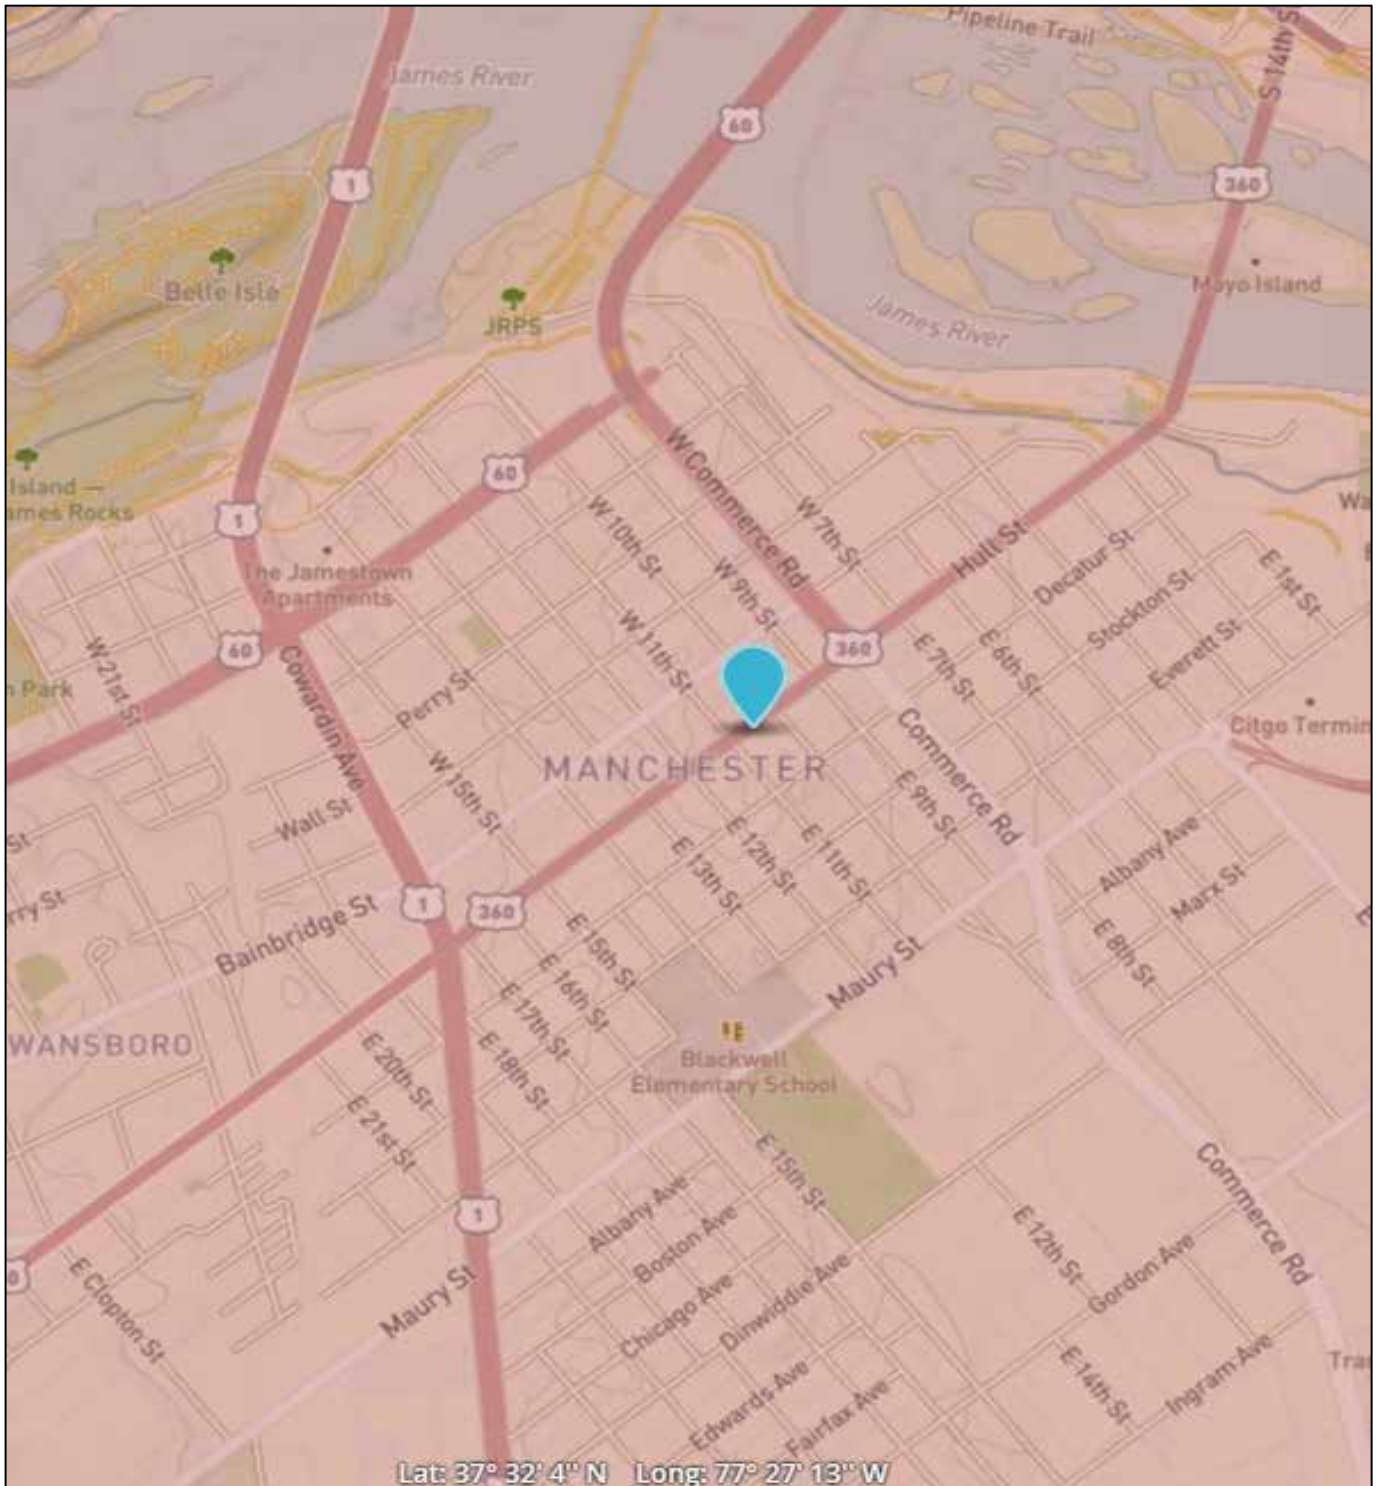 Pipeline Trail
S 14th S
James River
60
1
360
Belle Isle
Mayo Island
JRPS
James River
W Commerce Rd
60
Island —
ames Rocks
1
W 10th St
W 7th St
Hull St
Decatur St
E 1st St
Wa
The Jamestown
Apartments
W 9th St
Stockton St
W 11th St
Everett St
60
360
E 7th St
E 6th St
W 21st St
n Park
Cowardin Ave
Perry St
Citgo Termin
MANCHESTER
Commerce Rd
W 15th St
E 9th St
Wall St
St
E 12th St
E 11th St
E 13th St
Albany Ave
Marx St
rry St
1
360
Bainbridge St
E 15th St
E 8th St
Maury St
E 16th St
E 17th St
WANSBORO
E 20th St
E 18th St
Blackwell
Elementary School
E 21st St
E 15th St
Commerce Rd
Albany Ave
1
Boston Ave
E 12th St
Gordon Ave
E Clopton St
0
Maury St
Chicago Ave
Dinwiddie Ave
E 14th St
Ingram Ave
Tra
Edwards Ave
Fairfax Ave
Lat: 37° 32' 4" N Long: 77° 27' 13" W